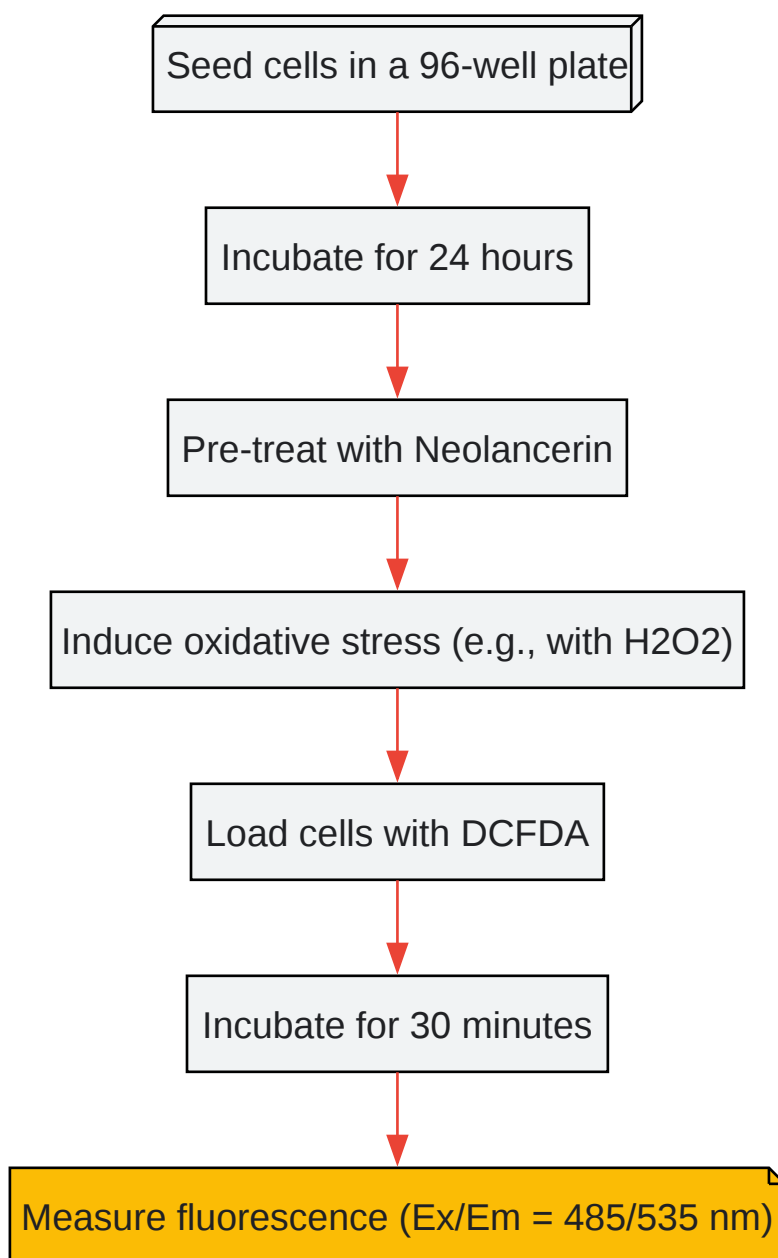 Seed cells in a 96-well plate
Incubate for 24 hours
Pre-treat with Neolancerin
Induce oxidative stress (e.g., with H2O2)
Load cells with DCFDA
Incubate for 30 minutes
Measure fluorescence (Ex/Em = 485/535 nm)